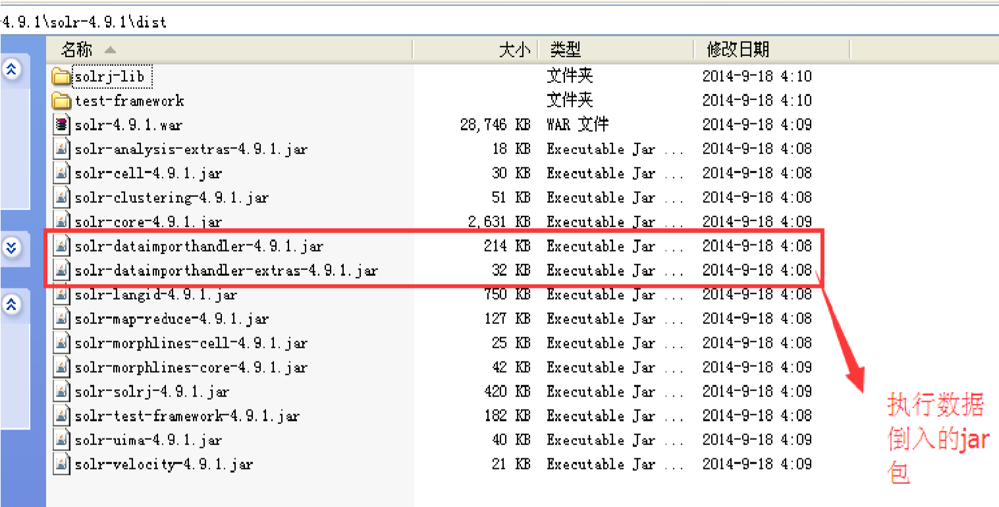 4.9.1\solr-4.9.1\dist
名称 大小 类型 修改日期
solrj-lib 文件夹 2014-9-18 4:10
test-framework 文件夹 2014-9-18 4:10
solr-4.9.1.war 28,746 KB WAR 文件 2014-9-18 4:09
solr-analysis-extras-4.9.1.jar 18 KB Executable Jar ... 2014-9-18 4:08
solr-cell-4.9.1.jar 30 KB Executable Jar ... 2014-9-18 4:08
solr-clustering-4.9.1.jar 51 KB Executable Jar ... 2014-9-18 4:08
solr-core-4.9.1.jar 2,631 KB Executable Jar ... 2014-9-18 4:09
solr-dataimporthandler-4.9.1.jar 214 KB Executable Jar ... 2014-9-18 4:08
solr-dataimporthandler-extras-4.9.1.jar 32 KB Executable Jar ... 2014-9-18 4:08
solr-langid-4.9.1.jar 750 KB Executable Jar ... 2014-9-18 4:08
solr-map-reduce-4.9.1.jar 127 KB Executable Jar ... 2014-9-18 4:08
solr-morphlines-cell-4.9.1.jar 25 KB Executable Jar ... 2014-9-18 4:08
solr-morphlines-core-4.9.1.jar 42 KB Executable Jar ... 2014-9-18 4:09
solr-solrj-4.9.1.jar 420 KB Executable Jar ... 2014-9-18 4:09
solr-test-framework-4.9.1.jar 182 KB Executable Jar ... 2014-9-18 4:08
solr-uima-4.9.1.jar 40 KB Executable Jar ... 2014-9-18 4:09
solr-velocity-4.9.1.jar 21 KB Executable Jar ... 2014-9-18 4:09
执行数据
倒入的jar
包